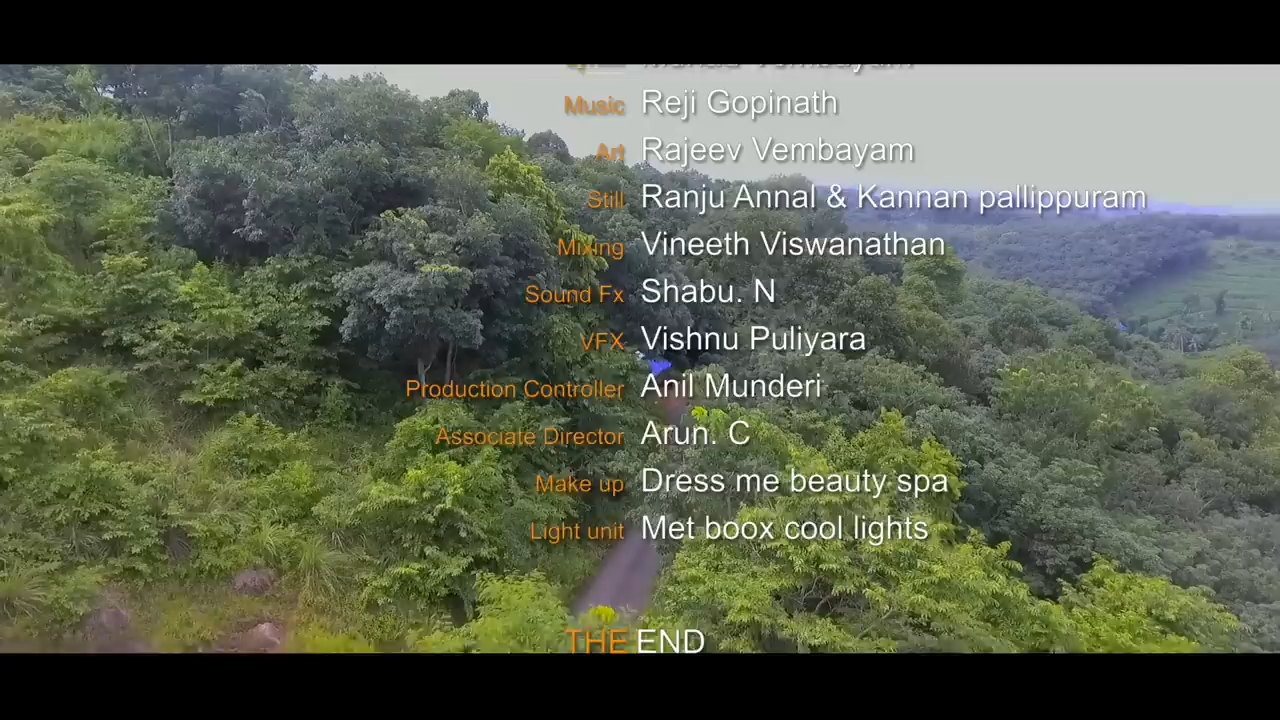 Music Reji Gopinath
Art Rajeev Vembayam
Still Ranju Annal & Kannan pallippuram
Mixing Vineeth Viswanathan
Sound Fx Shabu. N
VFX Vishnu Puliyara
Production Controller Anil Munderi
Associate Director Arun. C
Make up Dress me beauty spa
Light unit Met boox cool lights
THE END